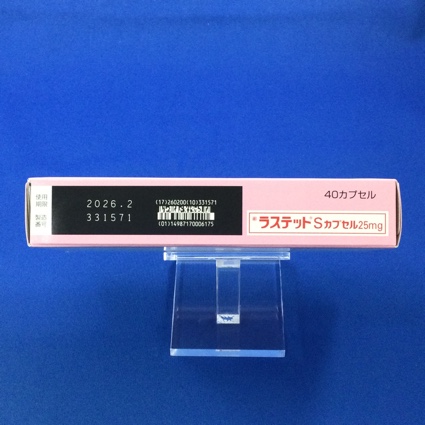 使用
期限
2026.2
製造
番号
331571
(17)260200(10)331571
(01)14987170006175
40カプセル
ラステットSカプセル25mg